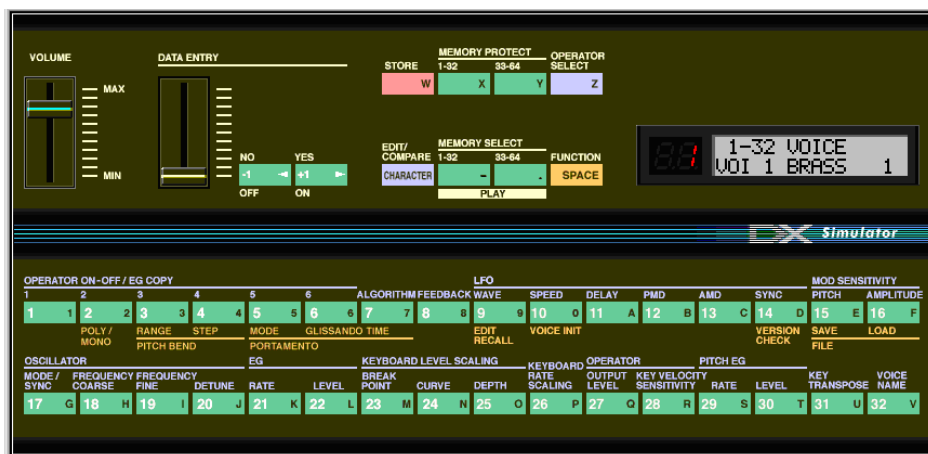 VOLUME
MAX
MIN
DATA ENTRY
NO YES
-1 +1
OFF ON
MEMORY PROTECT
STORE 1-32 33-64 OPERATOR SELECT
W X Y Z
EDIT/ COMPARE
MEMORY SELECT
1-32 33-64 FUNCTION
CHARACTER - . SPACE
PLAY
1
1-32 VOICE
VOI 1 BRASS 1
DX Simulator
OPERATOR ON-OFF / EG COPY LFO MOD SENSITIVITY
1 2 3 4 5 6 ALGORITHM FEEDBACK WAVE SPEED DELAY PMD AMD SYNC PITCH AMPLITUDE
1 1 2 2 3 3 4 4 5 5 6 6 7 7 8 8 9 9 10 0 11 A 12 B 13 C 14 D 15 E 16 F
POLY / MONO RANGE STEP MODE GLISSANDO TIME EDIT RECALL VOICE INIT VERSION CHECK SAVE LOAD
PITCH BEND PORTAMENTO FILE
OSCILLATOR EG KEYBOARD LEVEL SCALING KEYBOARD RATE SCALING OPERATOR PITCH EG
MODE / SYNC FREQUENCY COARSE FREQUENCY FINE DETUNE RATE LEVEL BREAK POINT CURVE DEPTH OUTPUT LEVEL KEY VELOCITY SENSITIVITY RATE LEVEL KEY TRANSPOSE VOICE NAME
17 G 18 H 19 I 20 J 21 K 22 L 23 M 24 N 25 O 26 P 27 Q 28 R 29 S 30 T 31 U 32 V